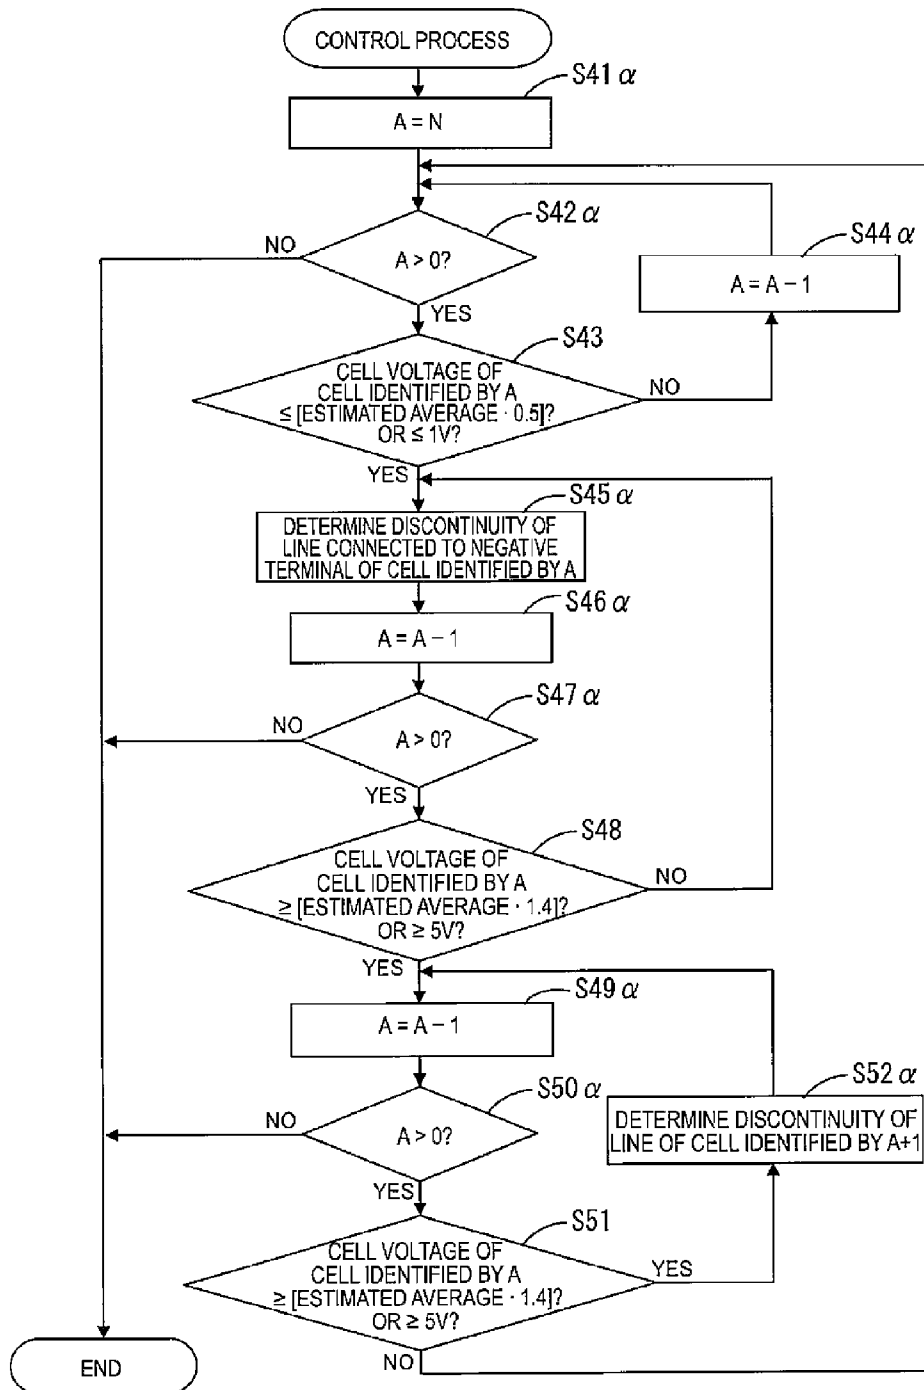 CONTROL PROCESS
S41 α
A = N
S42 α
NO
A > 0?
S44 α
A = A − 1
YES
S43
CELL VOLTAGE OF
CELL IDENTIFIED BY A
≤ [ESTIMATED AVERAGE · 0.5]?
OR ≤ 1V?
NO
YES
S45 α
DETERMINE DISCONTINUITY OF
LINE CONNECTED TO NEGATIVE
TERMINAL OF CELL IDENTIFIED BY A
S46 α
A = A − 1
S47 α
NO
A > 0?
YES
S48
CELL VOLTAGE OF
CELL IDENTIFIED BY A
≥ [ESTIMATED AVERAGE · 1.4]?
OR ≥ 5V?
NO
YES
S49 α
A = A − 1
S50 α
NO
A > 0?
S52 α
DETERMINE DISCONTINUITY OF
LINE OF CELL IDENTIFIED BY A+1
YES
S51
CELL VOLTAGE OF
CELL IDENTIFIED BY A
≥ [ESTIMATED AVERAGE · 1.4]?
OR ≥ 5V?
YES
NO
END